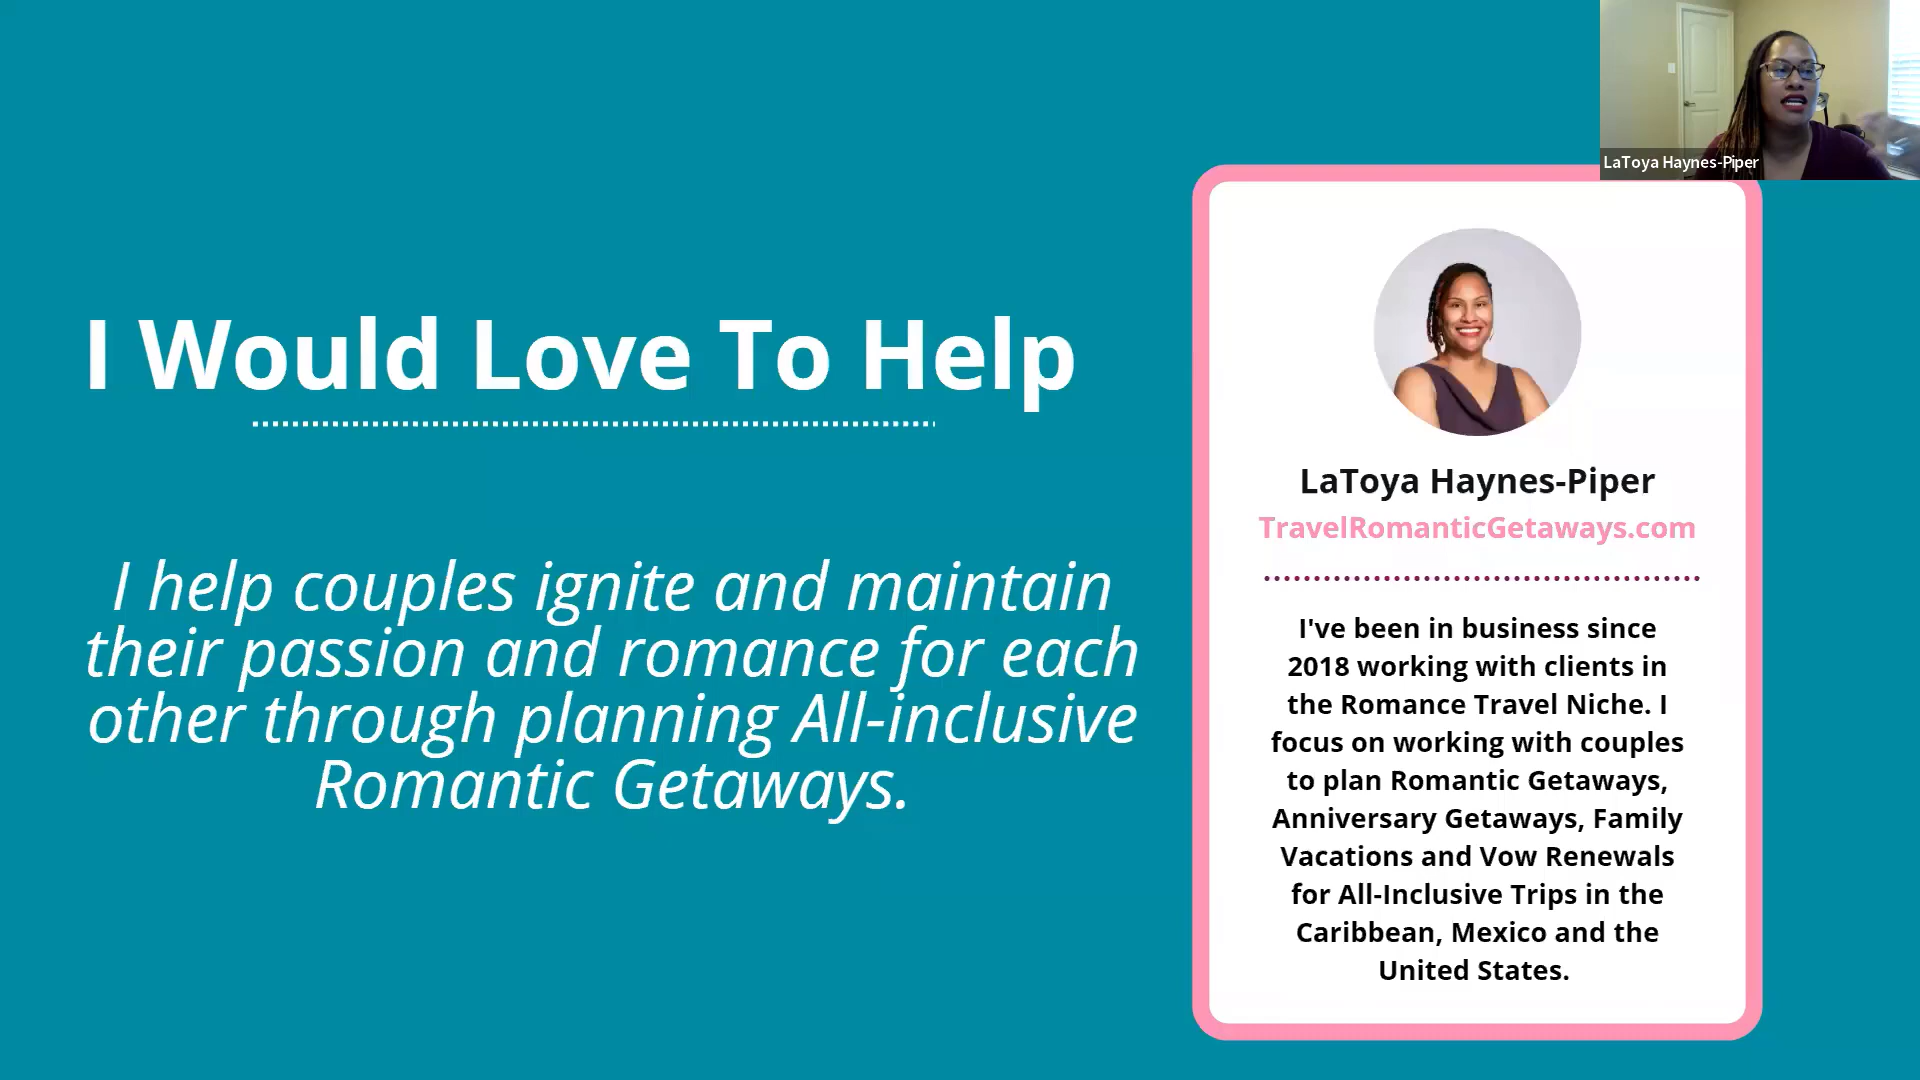 LaToya Haynes-Piper
I Would Love To Help
I help couples ignite and maintain
their passion and romance for each
other through planning All-inclusive
Romantic Getaways.
LaToya Haynes-Piper
TravelRomanticGetaways.com
I've been in business since
2018 working with clients in
the Romance Travel Niche. I
focus on working with couples
to plan Romantic Getaways,
Anniversary Getaways, Family
Vacations and Vow Renewals
for All-Inclusive Trips in the
Caribbean, Mexico and the
United States.